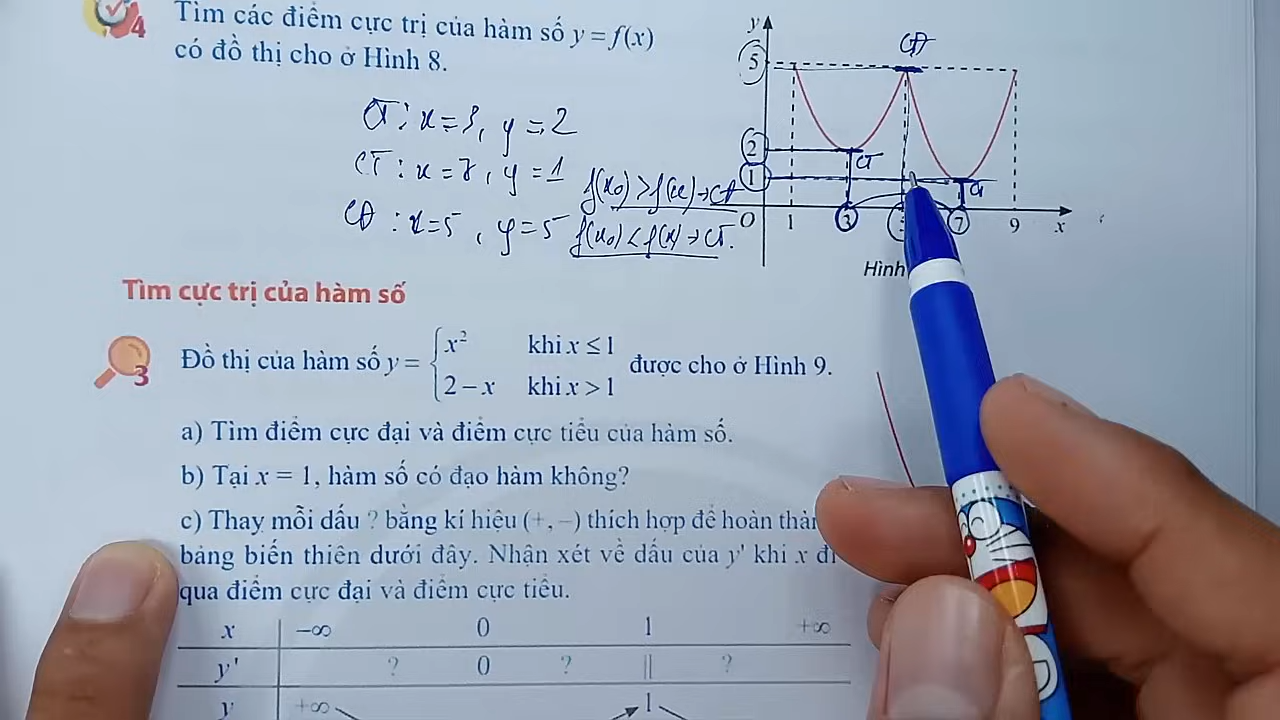 4
Tìm các điểm cực trị của hàm số y = f(x)
có đồ thị cho ở Hình 8.
CT: x=3, y=2
CT: x=7, y=1
CĐ: x=5, y=5
f(x₀)>f(x)→CĐ
f(x₀)<f(x)→CT.
y
CĐ
5
2
CT
1
CT
O 1 3 7 9 x
Hình
Tìm cực trị của hàm số
3
Đồ thị của hàm số y = { x² khi x ≤ 1
2 – x khi x > 1 được cho ở Hình 9.
a) Tìm điểm cực đại và điểm cực tiểu của hàm số.
b) Tại x = 1, hàm số có đạo hàm không?
c) Thay mỗi dấu ? bằng kí hiệu (+, –) thích hợp để hoàn
bảng biến thiên dưới đây. Nhận xét về dấu của y' khi x
qua điểm cực đại và điểm cực tiểu.
x –∞ 0 1 +∞
y' ? 0 ? || ?
y +∞ 1